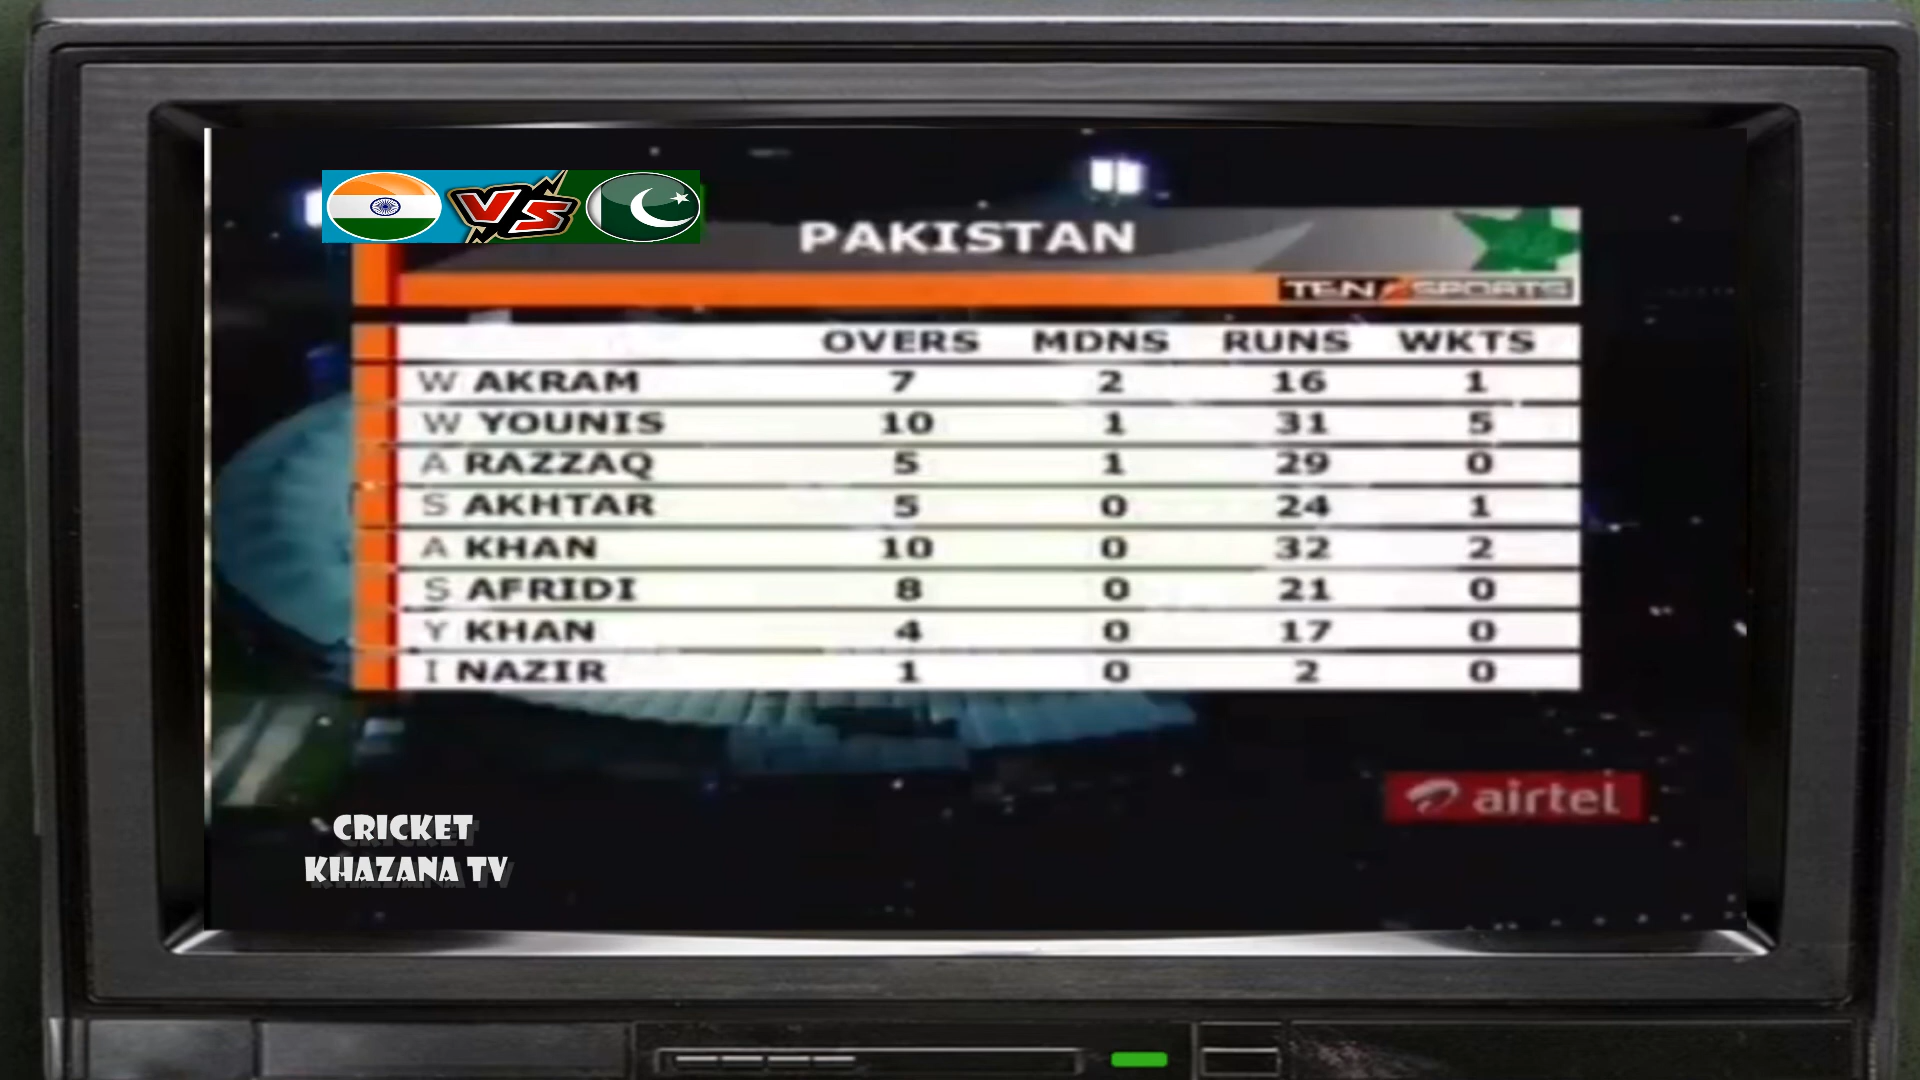 VS
PAKISTAN
TEN SPORTS
OVERS MDNS RUNS WKTS
W AKRAM 7 2 16 1
W YOUNIS 10 1 31 5
A RAZZAQ 5 1 29 0
S AKHTAR 5 0 24 1
A KHAN 10 0 32 2
S AFRIDI 8 0 21 0
Y KHAN 4 0 17 0
I NAZIR 1 0 2 0
airtel
CRICKET
KHAZANA TV